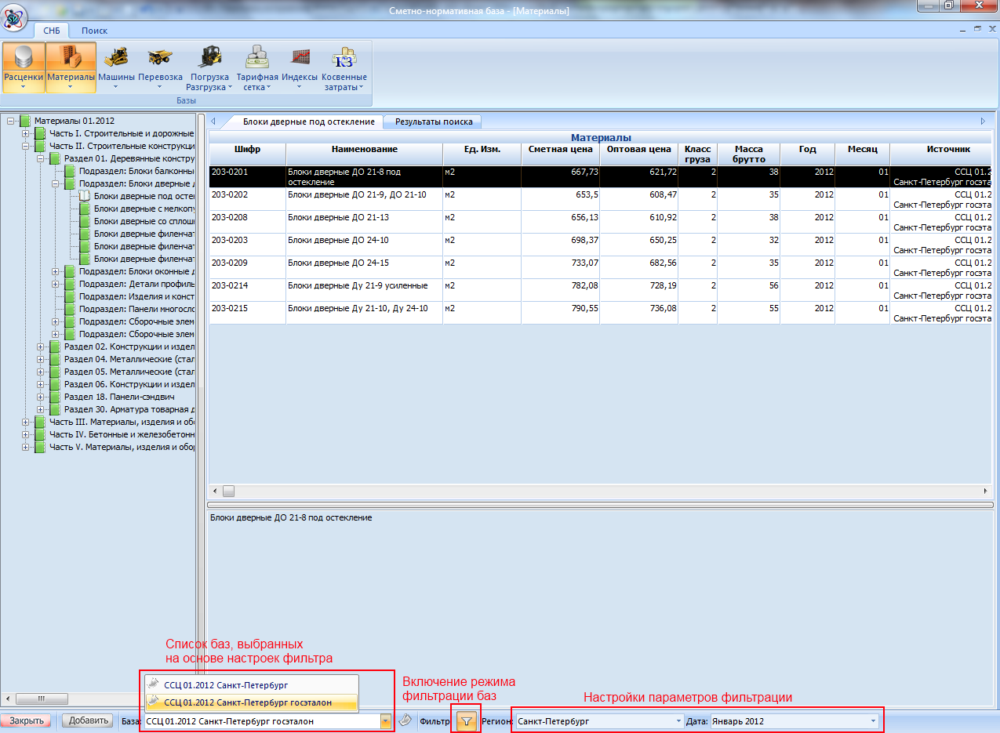 Сметно-нормативная база - [Материалы]
СНБ
Поиск
Расценки
Материалы
Машины
Перевозка
Погрузка
Разгрузка
Тарифная
сетка
Индексы
КЗ
Косвенные
затраты
Базы
Материалы 01.2012
Часть I. Строительные и дорожные
Часть II. Строительные конструкци
Раздел 01. Деревянные констру
Подраздел: Блоки балконны
Подраздел: Блоки дверные д
Блоки дверные под осте
Блоки дверные с мелкопу
Блоки дверные со сплош
Блоки дверные филенчат
Блоки дверные филенчат
Блоки дверные филенчат
Подраздел: Блоки оконные д
Подраздел: Детали профиль
Подраздел: Изделия и конст
Подраздел: Панели многосло
Подраздел: Сборочные элем
Подраздел: Сборочные элем
Раздел 02. Конструкции и издел
Раздел 04. Металлические (стал
Раздел 05. Металлические (стал
Раздел 06. Конструкции и издел
Раздел 18. Панели-сэндвич
Раздел 30. Арматура товарная д
Часть III. Материалы, изделия и обо
Часть IV. Бетонные и железобетонн
Часть V. Материалы, изделия и обор
Блоки дверные под остекление
Результаты поиска
Материалы
Шифр Наименование Ед. Изм. Сметная цена Оптовая цена Класс груза Масса брутто Год Месяц Источник
203-0201 Блоки дверные ДО 21-8 под остекление м2 667,73 621,72 2 38 2012 01 ССЦ 01.2 Санкт-Петербург госэта
203-0202 Блоки дверные ДО 21-9, ДО 21-10 м2 653,5 608,47 2 35 2012 01 ССЦ 01.2 Санкт-Петербург госэта
203-0208 Блоки дверные ДО 21-13 м2 656,13 610,92 2 38 2012 01 ССЦ 01.2 Санкт-Петербург госэта
203-0203 Блоки дверные ДО 24-10 м2 698,37 650,25 2 32 2012 01 ССЦ 01.2 Санкт-Петербург госэта
203-0209 Блоки дверные ДО 24-15 м2 733,07 682,56 2 35 2012 01 ССЦ 01.2 Санкт-Петербург госэта
203-0214 Блоки дверные Ду 21-9 усиленные м2 782,08 728,19 2 56 2012 01 ССЦ 01.2 Санкт-Петербург госэта
203-0215 Блоки дверные Ду 21-10, Ду 24-10 м2 790,55 736,08 2 55 2012 01 ССЦ 01.2 Санкт-Петербург госэта
Блоки дверные ДО 21-8 под остекление
Список баз, выбранных
на основе настроек фильтра
Включение режима
фильтрации баз
Настройки параметров фильтрации
ССЦ 01.2012 Санкт-Петербург
ССЦ 01.2012 Санкт-Петербург госэталон
Закрыть
Добавить
База: ССЦ 01.2012 Санкт-Петербург госэталон
Фильтр
Регион: Санкт-Петербург
Дата: Январь 2012